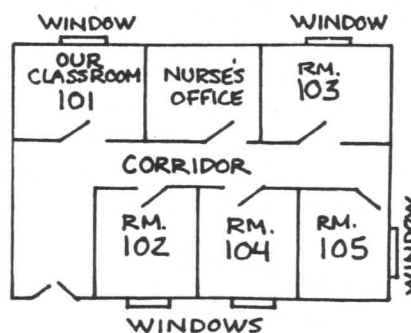 WINDOW
WINDOW
OUR
CLASSROOM
101
NURSE'S
OFFICE
RM.
103
CORRIDOR
RM.
102
RM.
104
RM.
105
WINDOW
WINDOWS